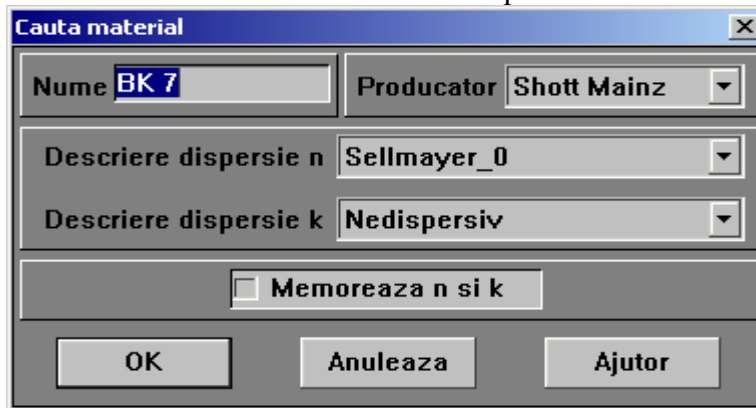 Cauta material
Nume BK 7 Producator Shott Mainz
Descriere dispersie n Sellmayer_0
Descriere dispersie k Nedispersiv
Memoreaza n si k
OK Anuleaza Ajutor